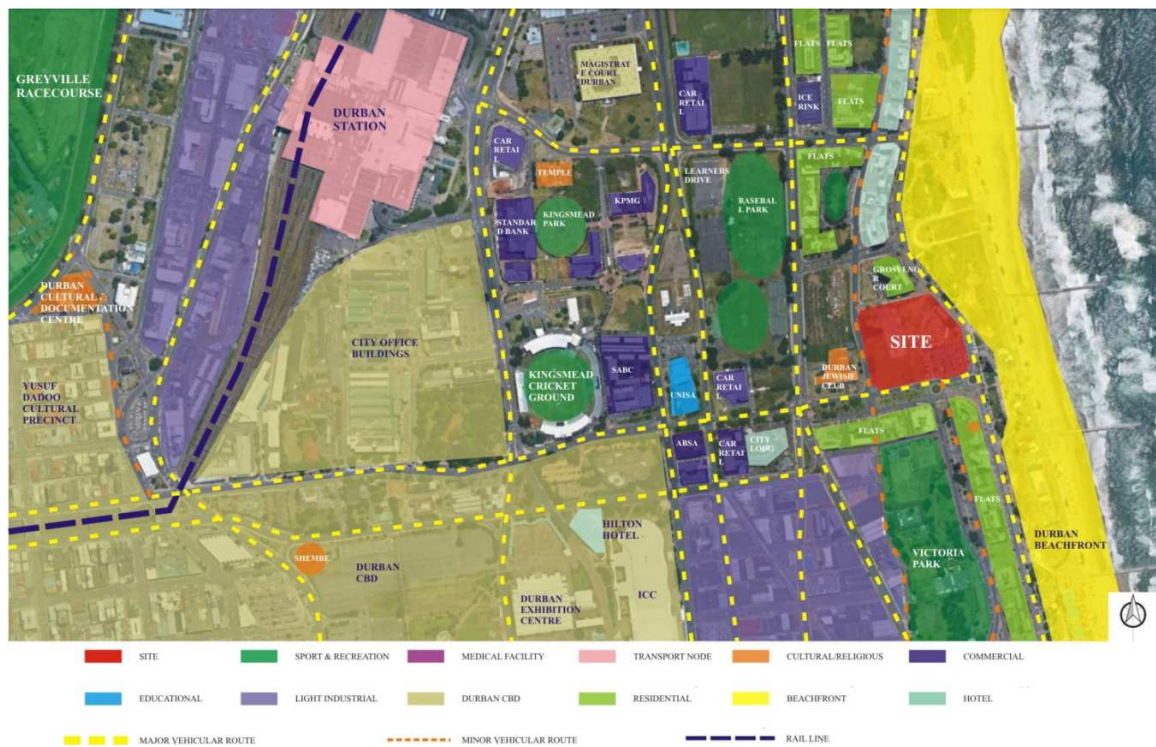 GREYVILLE
RACECOURSE
DURBAN
STATION
MAGISTRAT
E COURT
DURBAN
CAR
RETAI
L
FLATS
FLATS
ICE
RINK
FLATS
CAR
RETAI
L
TEMPLE
KPMG
LEARNERS
DRIVE
FLATS
STANDAR
D BANK
KINGSMEAD
PARK
BASEBAL
L PARK
GROSVENO
R
COURT
DURBAN
CULTURAL /
DOCUMENTATION
CENTRE
CITY OFFICE
BUILDINGS
SITE
KINGSMEAD
CRICKET
GROUND
SABC
UNISA
CAR
RETAI
L
DURBAN
JEWISH
CLUB
YUSUF
DADOO
CULTURAL
PRECINCT
ABSA
CAR
RETAI
L
CITY
LODG
FLATS
FLATS
HILTON
HOTEL
DURBAN
BEACHFRONT
SHEMBE
DURBAN
CBD
VICTORIA
PARK
DURBAN
EXHIBITION
CENTRE
ICC
SITE
SPORT & RECREATION
MEDICAL FACILITY
TRANSPORT NODE
CULTURAL/RELIGIOUS
COMMERCIAL
EDUCATIONAL
LIGHT INDUSTRIAL
DURBAN CBD
RESIDENTIAL
BEACHFRONT
HOTEL
MAJOR VEHICULAR ROUTE
MINOR VEHICULAR ROUTE
RAIL LINE